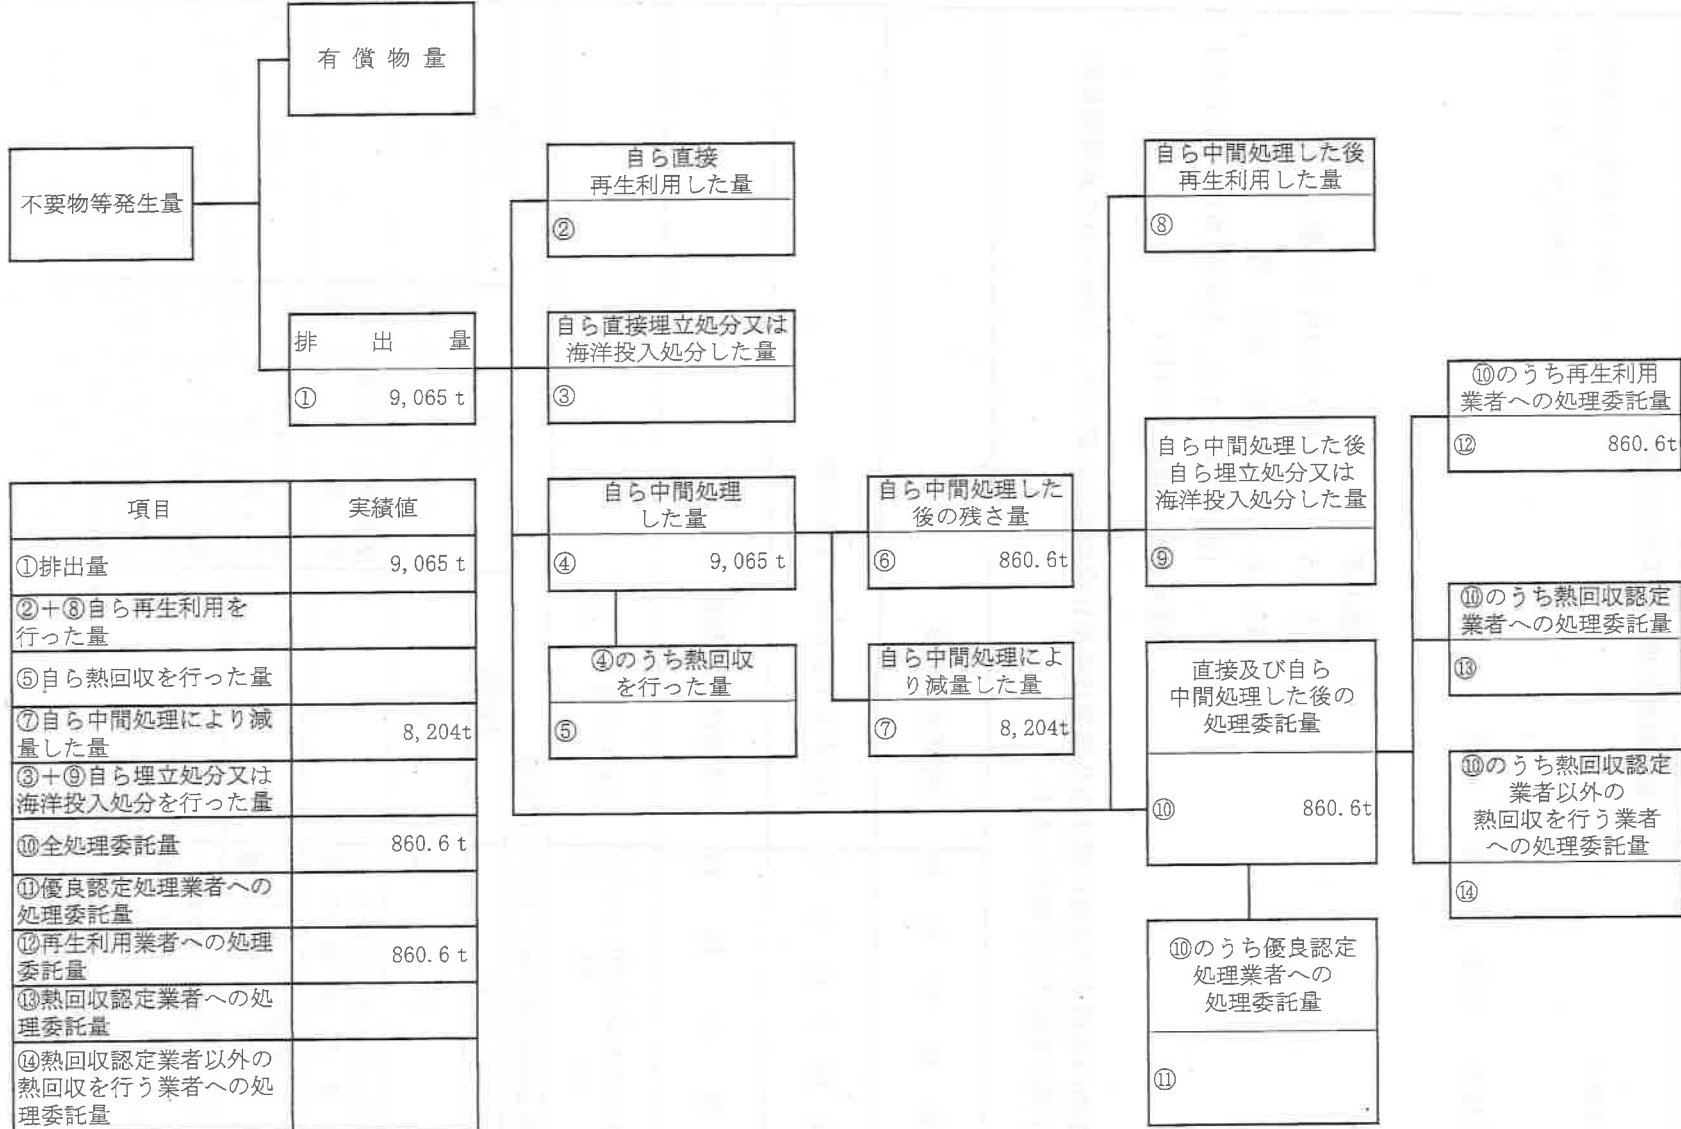 有償物量
不要物等発生量
排出量
① 9,065 t
自ら直接
再生利用した量
②
自ら直接埋立処分又は
海洋投入処分した量
③
自ら中間処理
した量
④ 9,065 t
④のうち熱回収
を行った量
⑤
自ら中間処理した
後の残さ量
⑥ 860.6t
自ら中間処理によ
り減量した量
⑦ 8,204t
自ら中間処理した後
再生利用した量
⑧
自ら中間処理した後
自ら埋立処分又は
海洋投入処分した量
⑨
直接及び自ら
中間処理した後の
処理委託量
⑩ 860.6t
⑩のうち優良認定
処理業者への
処理委託量
⑪
⑩のうち再生利用
業者への処理委託量
⑫ 860.6t
⑩のうち熱回収認定
業者への処理委託量
⑬
⑩のうち熱回収認定
業者以外の
熱回収を行う業者
への処理委託量
⑭
項目 実績値
①排出量 9,065 t
②+⑧自ら再生利用を
行った量
⑤自ら熱回収を行った量
⑦自ら中間処理により減
量した量 8,204t
③+⑨自ら埋立処分又は
海洋投入処分を行った量
⑩全処理委託量 860.6 t
⑪優良認定処理業者への
処理委託量
⑫再生利用業者への処理
委託量 860.6 t
⑬熱回収認定業者への処
理委託量
⑭熱回収認定業者以外の
熱回収を行う業者への処
理委託量